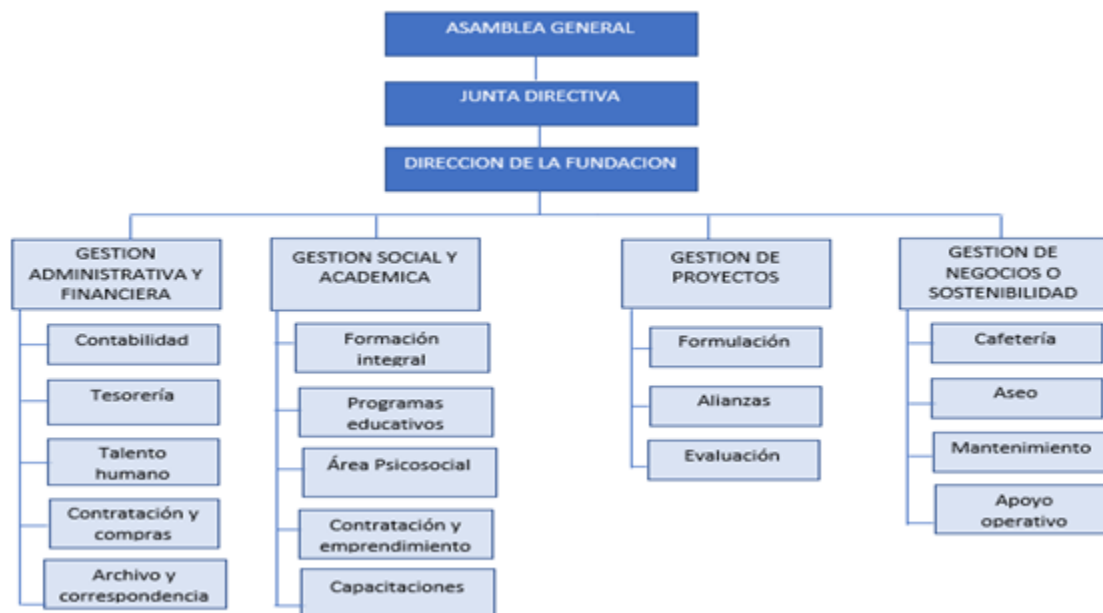 ASAMBLEA GENERAL
JUNTA DIRECTIVA
DIRECCION DE LA FUNDACION
GESTION
ADMINISTRATIVA Y
FINANCIERA
Contabilidad
Tesorería
Talento
humano
Contratación y
compras
Archivo y
correspondencia
GESTION SOCIAL Y
ACADEMICA
Formación
integral
Programas
educativos
Área Psicosocial
Contratación y
emprendimiento
Capacitaciones
GESTION DE
PROYECTOS
Formulación
Alianzas
Evaluación
GESTION DE
NEGOCIOS O
SOSTENIBILIDAD
Cafetería
Aseo
Mantenimiento
Apoyo
operativo